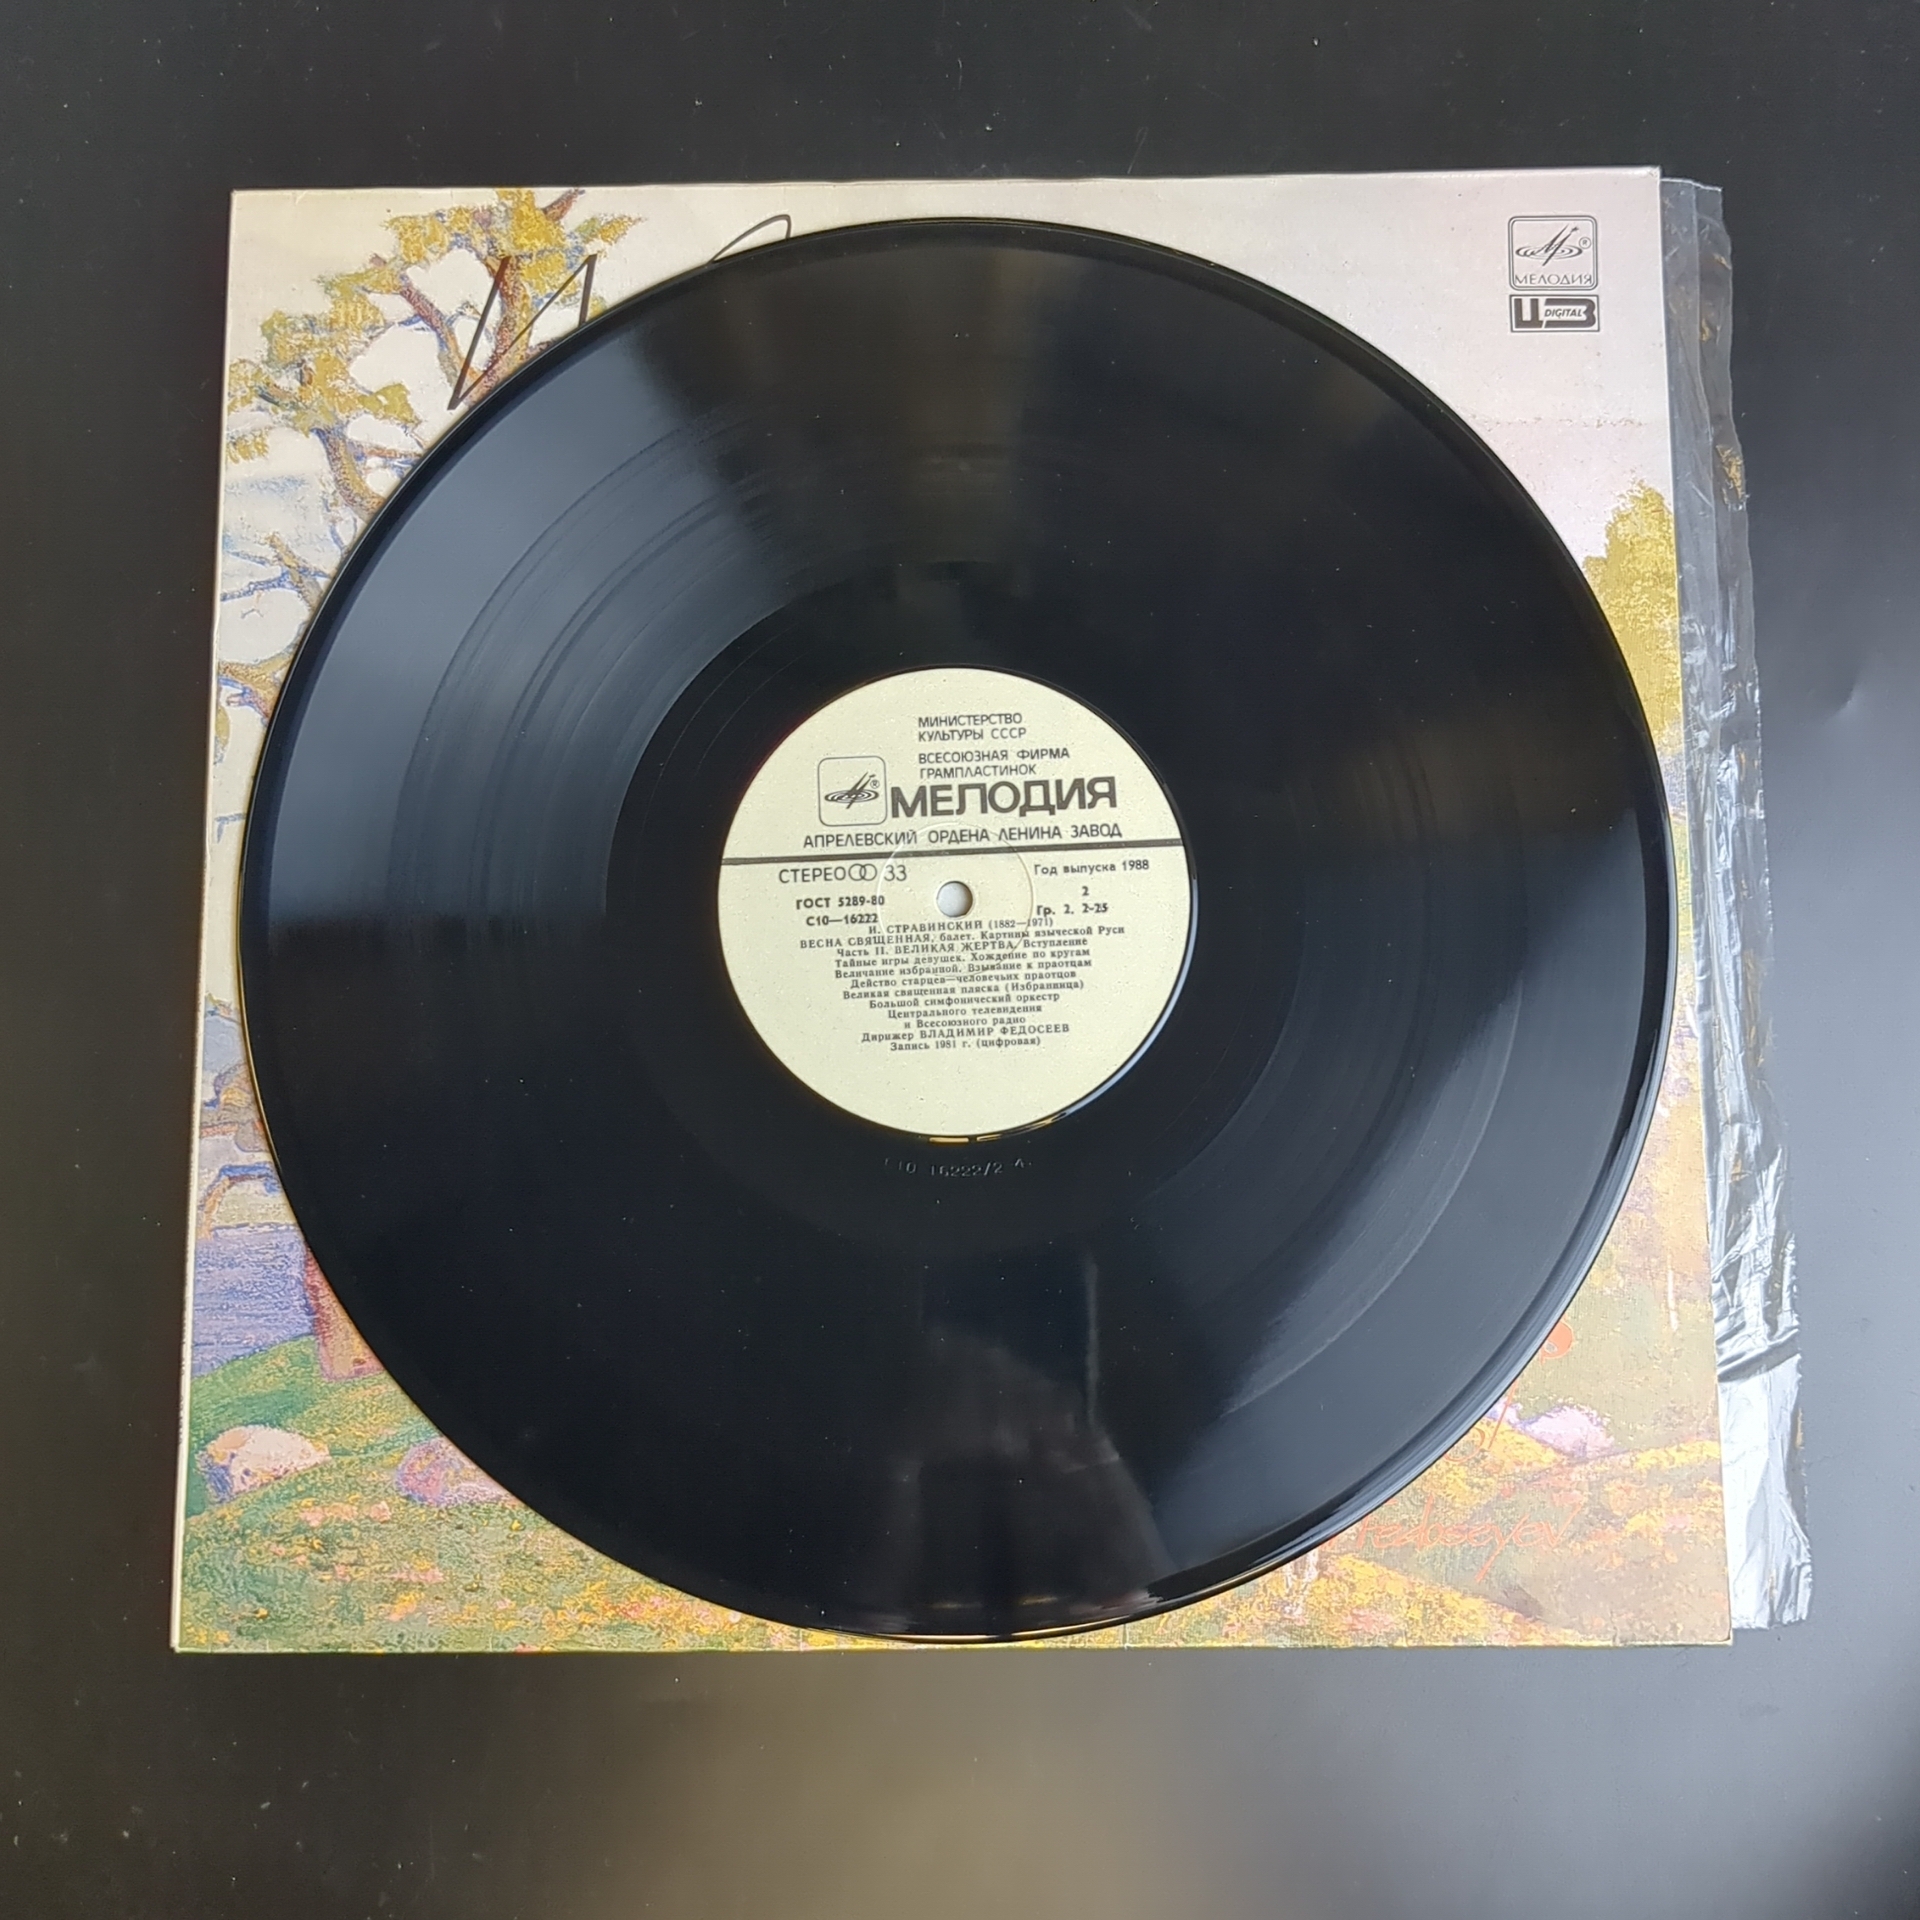 МЕЛОДИЯ
ЦЗ DIGITAL
МИНИСТЕРСТВО
КУЛЬТУРЫ СССР
ВСЕСОЮЗНАЯ ФИРМА
ГРАМПЛАСТИНОК
МЕЛОДИЯ
АПРЕЛЕВСКИЙ ОРДЕНА ЛЕНИНА ЗАВОД
СТЕРЕО 33
Год выпуска 1988
ГОСТ 5289-80
2
С10—16222
Гр. 2. 2-25
И. СТРАВИНСКИЙ (1882—1971)
ВЕСНА СВЯЩЕННАЯ, балет. Картины языческой Руси
Часть II. ВЕЛИКАЯ ЖЕРТВА. Вступление
Тайные игры девушек. Хождение по кругам
Величание избранной. Взывание к праотцам
Действо старцев—человечьих праотцов
Великая священная пляска (Избранница)
Большой симфонический оркестр
Центрального телевидения
и Всесоюзного радио
Дирижер ВЛАДИМИР ФЕДОСЕЕВ
Запись 1981 г. (цифровая)
16222/2